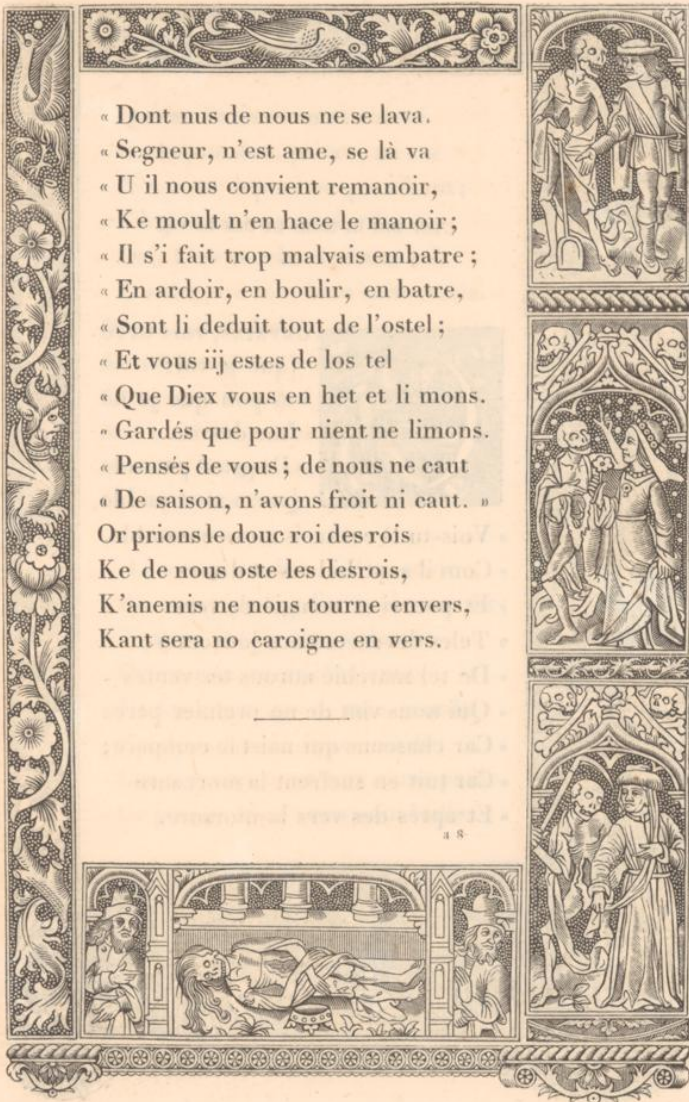 « Dont nus de nous ne se lava.
« Segneur, n'est ame, se là va
« U il nous convient remanoir,
« Ke moult n'en hace le manoir;
« Il s'i fait trop malvais embatre;
« En ardoir, en boulir, en batre,
« Sont li deduit tout de l'ostel;
« Et vous iij estes de los tel
« Que Diex vous en het et li mons.
« Gardés que pour nient ne limons.
« Pensés de vous; de nous ne caut
« De saison, n'avons froit ni caut. »
Or prions le douc roi des rois
Ke de nous oste les desrois,
K'anemis ne nous tourne envers,
Kant sera no caroigne en vers.
a 8